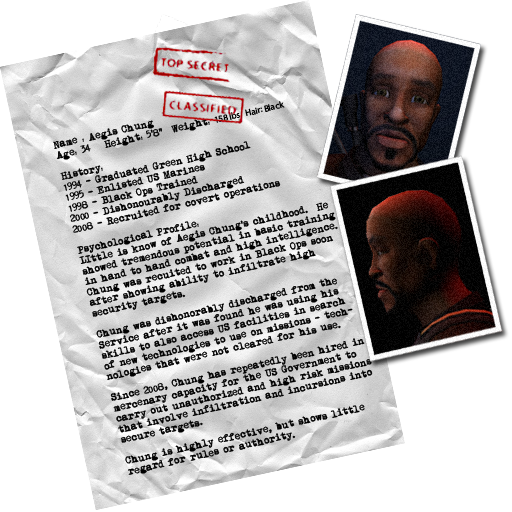 TOP SECRET
CLASSIFIED
Name , Aegis Chung
Age, 34 Height, 5'8" Weight: 158 lbs Hair: Black
History,
1994 - Graduated Green High School
1995 - Enlisted US Marines
1998 - Black Ops Trained
2000 - Dishonourably Discharged
2008 - Recruited for covert operations
Psychological Profile,
Little is know of Aegis Chung's childhood. He
showed tremendous potential in basic training
in hand to hand combat and high intelligence.
Chung was recuited to work in Black Ops soon
after showing ability to infiltrate high
security targets.
Chung was dishonorably discharged from the
Service after it was found he was using his
skills to also access US facilities in search
of new technologies to use on missions - tech-
nologies that were not cleared for his use.
Since 2008, Chung has repeatedly been hired in
mercenary capacity for the US Government to
carry out unauthorized and high risk missions
that involve infiltration and incursions into
secure targets.
Chung is highly effective, but shows little
regard for rules or authority.